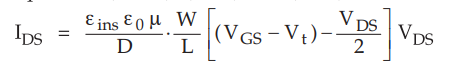 I_DS = (ε_ins ε_0 μ / D) · (W / L) [(V_GS − V_t) − (V_DS / 2)] V_DS